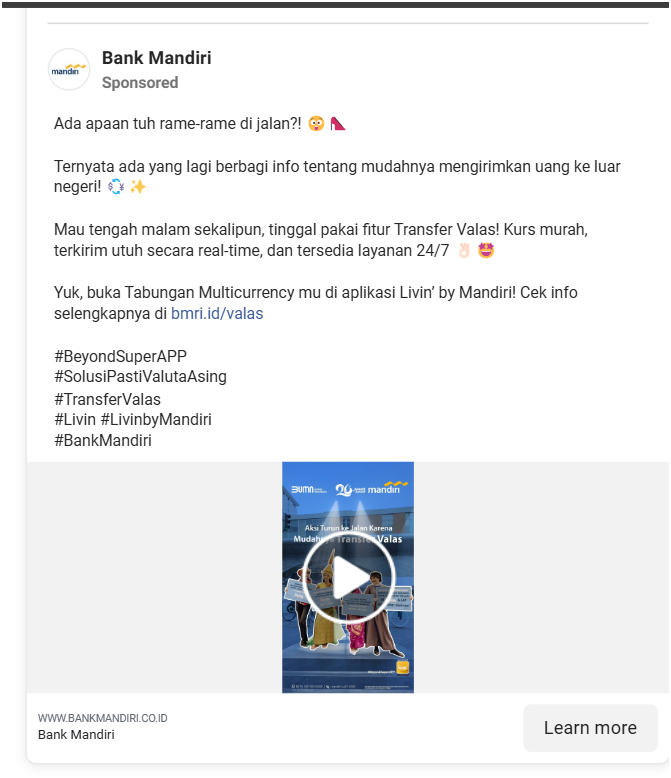 Bank Mandiri
mandiri
Sponsored
Ada apaan tuh rame-rame di jalan?! 😳 👠
Ternyata ada yang lagi berbagi info tentang mudahnya mengirimkan uang ke luar
negeri! 💱 ✨
Mau tengah malam sekalipun, tinggal pakai fitur Transfer Valas! Kurs murah,
terkirim utuh secara real-time, dan tersedia layanan 24/7 👌🏻 🤩
Yuk, buka Tabungan Multicurrency mu di aplikasi Livin’ by Mandiri! Cek info
selengkapnya di bmri.id/valas
#BeyondSuperAPP
#SolusiPastiValutaAsing
#TransferValas
#Livin #LivinbyMandiri
#BankMandiri
BUMN
mandiri
Aksi Turun ke Jalan Karena
Transfer Valas
WWW.BANKMANDIRI.CO.ID
Bank Mandiri
Learn more